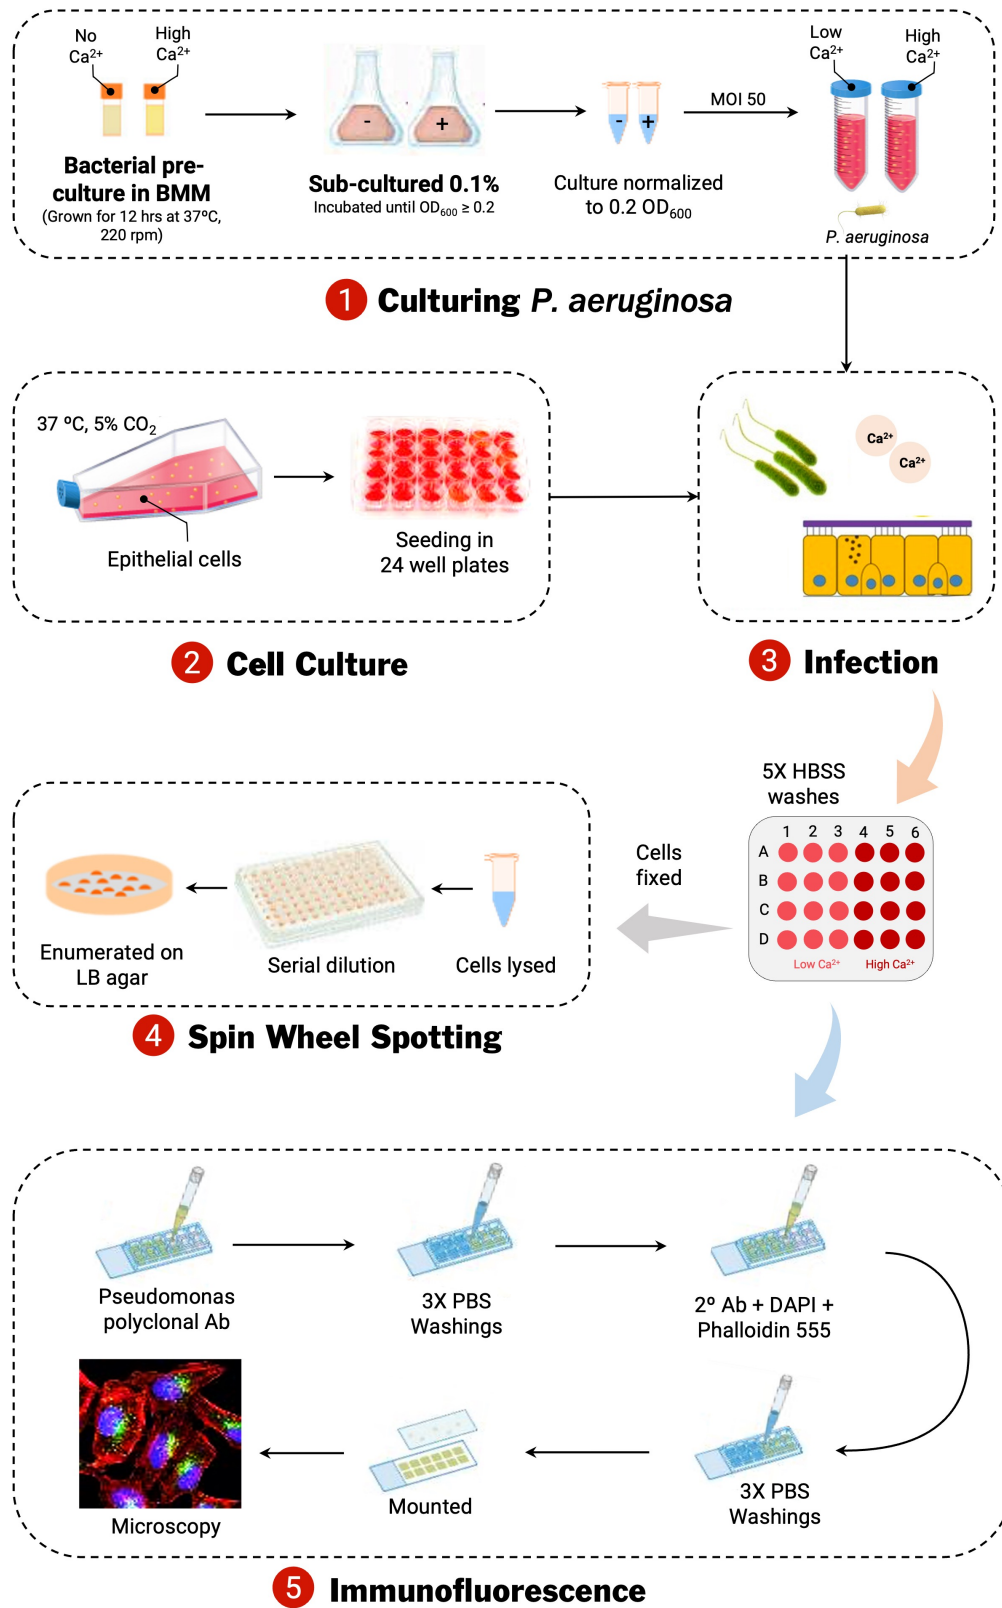 No
Ca²⁺
High
Ca²⁺
Bacterial pre-
culture in BMM
(Grown for 12 hrs at 37ºC,
220 rpm)
-
+
Sub-cultured 0.1%
Incubated until OD₆₀₀ ≥ 0.2
-
+
Culture normalized
to 0.2 OD₆₀₀
MOI 50
Low
Ca²⁺
High
Ca²⁺
P. aeruginosa
1 Culturing P. aeruginosa
37 ºC, 5% CO₂
Epithelial cells
Seeding in
24 well plates
2 Cell Culture
Ca²⁺
Ca²⁺
3 Infection
5X HBSS
washes
1 2 3 4 5 6
A
B
C
D
Low Ca²⁺
High Ca²⁺
Cells
fixed
Cells lysed
Serial dilution
Enumerated on
LB agar
4 Spin Wheel Spotting
Pseudomonas
polyclonal Ab
3X PBS
Washings
2º Ab + DAPI +
Phalloidin 555
3X PBS
Washings
Mounted
Microscopy
5 Immunofluorescence